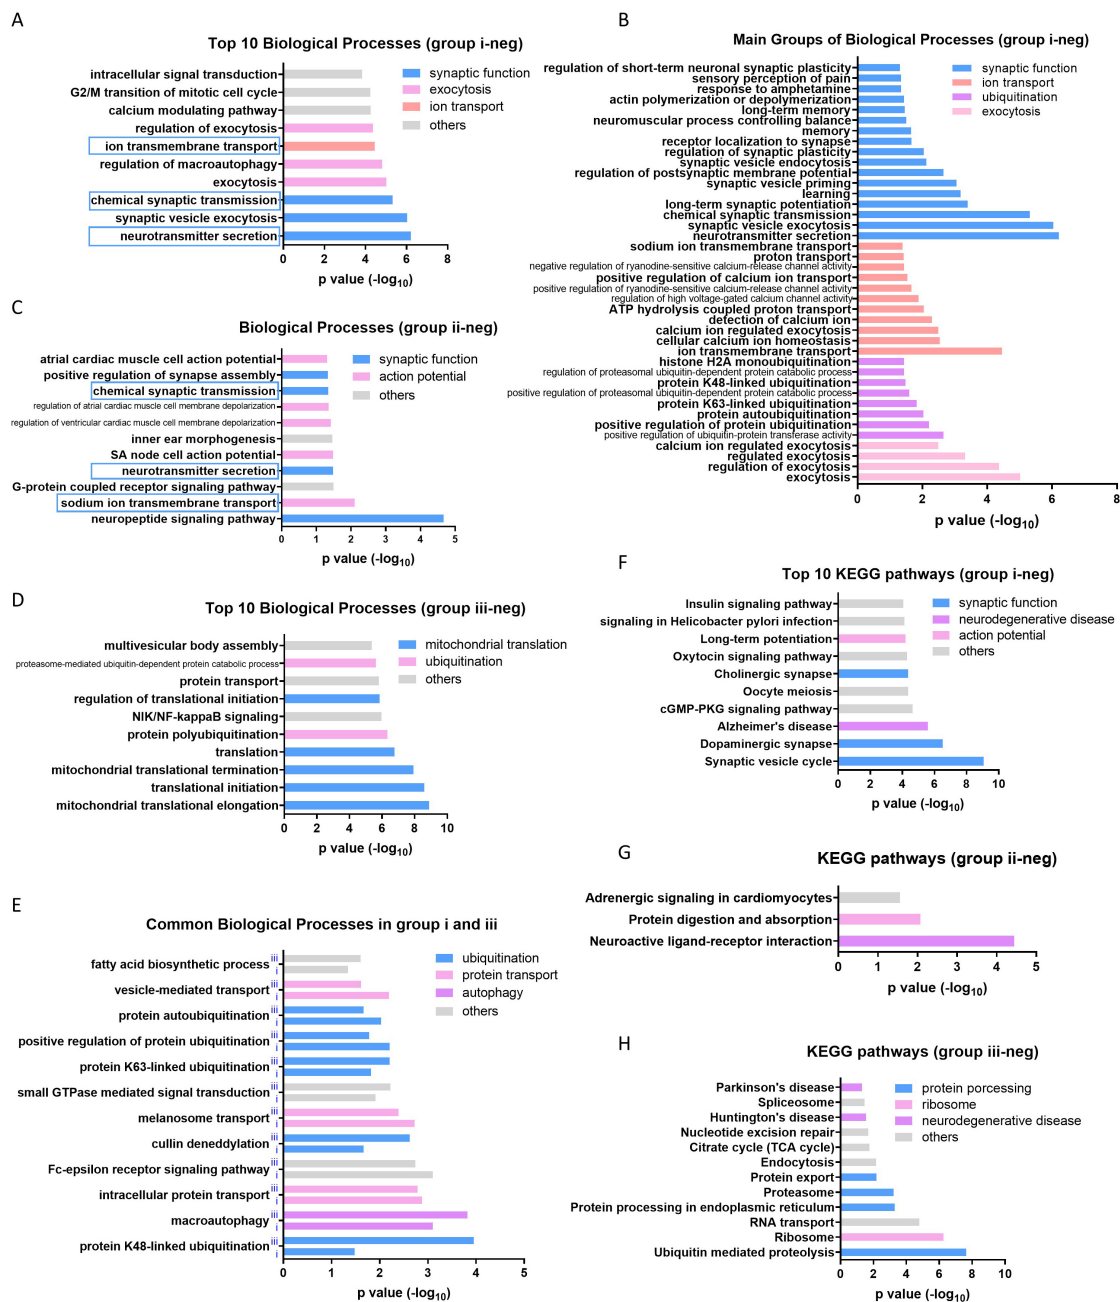 A
Top 10 Biological Processes (group i-neg)
intracellular signal transduction
G2/M transition of mitotic cell cycle
calcium modulating pathway
regulation of exocytosis
ion transmembrane transport
regulation of macroautophagy
exocytosis
chemical synaptic transmission
synaptic vesicle exocytosis
neurotransmitter secretion
synaptic function
exocytosis
ion transport
others
0 2 4 6 8
p value (-log10)
B
Main Groups of Biological Processes (group i-neg)
regulation of short-term neuronal synaptic plasticity
sensory perception of pain
response to amphetamine
actin polymerization or depolymerization
long-term memory
neuromuscular process controlling balance
memory
receptor localization to synapse
regulation of synaptic plasticity
synaptic vesicle endocytosis
regulation of postsynaptic membrane potential
synaptic vesicle priming
learning
long-term synaptic potentiation
chemical synaptic transmission
synaptic vesicle exocytosis
neurotransmitter secretion
sodium ion transmembrane transport
proton transport
negative regulation of ryanodine-sensitive calcium-release channel activity
positive regulation of calcium ion transport
positive regulation of ryanodine-sensitive calcium-release channel activity
regulation of high voltage-gated calcium channel activity
ATP hydrolysis coupled proton transport
detection of calcium ion
calcium ion regulated exocytosis
cellular calcium ion homeostasis
ion transmembrane transport
histone H2A monoubiquitination
regulation of proteasomal ubiquitin-dependent protein catabolic process
protein K48-linked ubiquitination
positive regulation of proteasomal ubiquitin-dependent protein catabolic process
protein K63-linked ubiquitination
protein autoubiquitination
positive regulation of protein ubiquitination
positive regulation of ubiquitin-protein transferase activity
calcium ion regulated exocytosis
regulated exocytosis
regulation of exocytosis
exocytosis
synaptic function
ion transport
ubiquitination
exocytosis
0 2 4 6 8
p value (-log10)
C
Biological Processes (group ii-neg)
atrial cardiac muscle cell action potential
positive regulation of synapse assembly
chemical synaptic transmission
regulation of atrial cardiac muscle cell membrane depolarization
regulation of ventricular cardiac muscle cell membrane depolarization
inner ear morphogenesis
SA node cell action potential
neurotransmitter secretion
G-protein coupled receptor signaling pathway
sodium ion transmembrane transport
neuropeptide signaling pathway
synaptic function
action potential
others
0 1 2 3 4 5
p value (-log10)
D
Top 10 Biological Processes (group iii-neg)
multivesicular body assembly
proteasome-mediated ubiquitin-dependent protein catabolic process
protein transport
regulation of translational initiation
NIK/NF-kappaB signaling
protein polyubiquitination
translation
mitochondrial translational termination
translational initiation
mitochondrial translational elongation
mitochondrial translation
ubiquitination
others
0 2 4 6 8 10
p value (-log10)
E
Common Biological Processes in group i and iii
fatty acid biosynthetic process iii i
vesicle-mediated transport iii i
protein autoubiquitination iii i
positive regulation of protein ubiquitination iii i
protein K63-linked ubiquitination iii i
small GTPase mediated signal transduction iii i
melanosome transport iii i
cullin deneddylation iii i
Fc-epsilon receptor signaling pathway iii i
intracellular protein transport iii i
macroautophagy iii i
protein K48-linked ubiquitination iii i
ubiquitination
protein transport
autophagy
others
0 1 2 3 4 5
p value (-log10)
F
Top 10 KEGG pathways (group i-neg)
Insulin signaling pathway
signaling in Helicobacter pylori infection
Long-term potentiation
Oxytocin signaling pathway
Cholinergic synapse
Oocyte meiosis
cGMP-PKG signaling pathway
Alzheimer's disease
Dopaminergic synapse
Synaptic vesicle cycle
synaptic function
neurodegenerative disease
action potential
others
0 2 4 6 8 10
p value (-log10)
G
KEGG pathways (group ii-neg)
Adrenergic signaling in cardiomyocytes
Protein digestion and absorption
Neuroactive ligand-receptor interaction
0 1 2 3 4 5
p value (-log10)
H
KEGG pathways (group iii-neg)
Parkinson's disease
Spliceosome
Huntington's disease
Nucleotide excision repair
Citrate cycle (TCA cycle)
Endocytosis
Protein export
Proteasome
Protein processing in endoplasmic reticulum
RNA transport
Ribosome
Ubiquitin mediated proteolysis
protein porcessing
ribosome
neurodegenerative disease
others
0 2 4 6 8 10
p value (-log10)